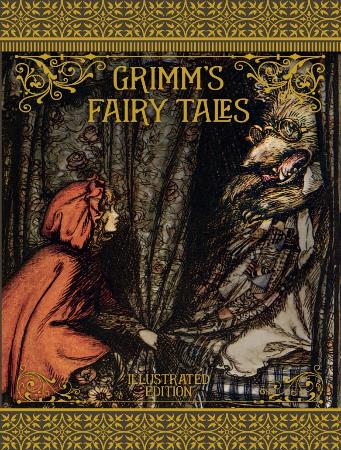 GRIMM'S
FAIRY TALES
ILLUSTRATED
EDITION